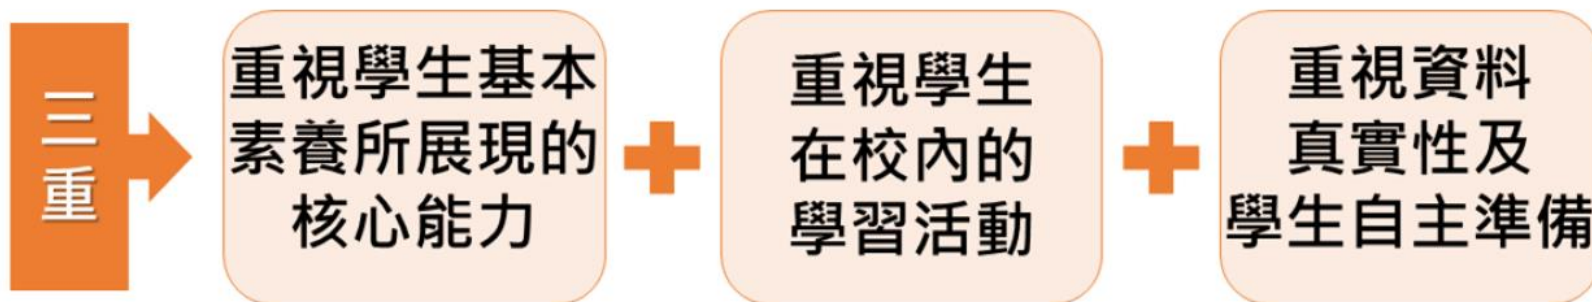 三重
重視學生基本
素養所展現的
核心能力
重視學生
在校內的
學習活動
重視資料
真實性及
學生自主準備